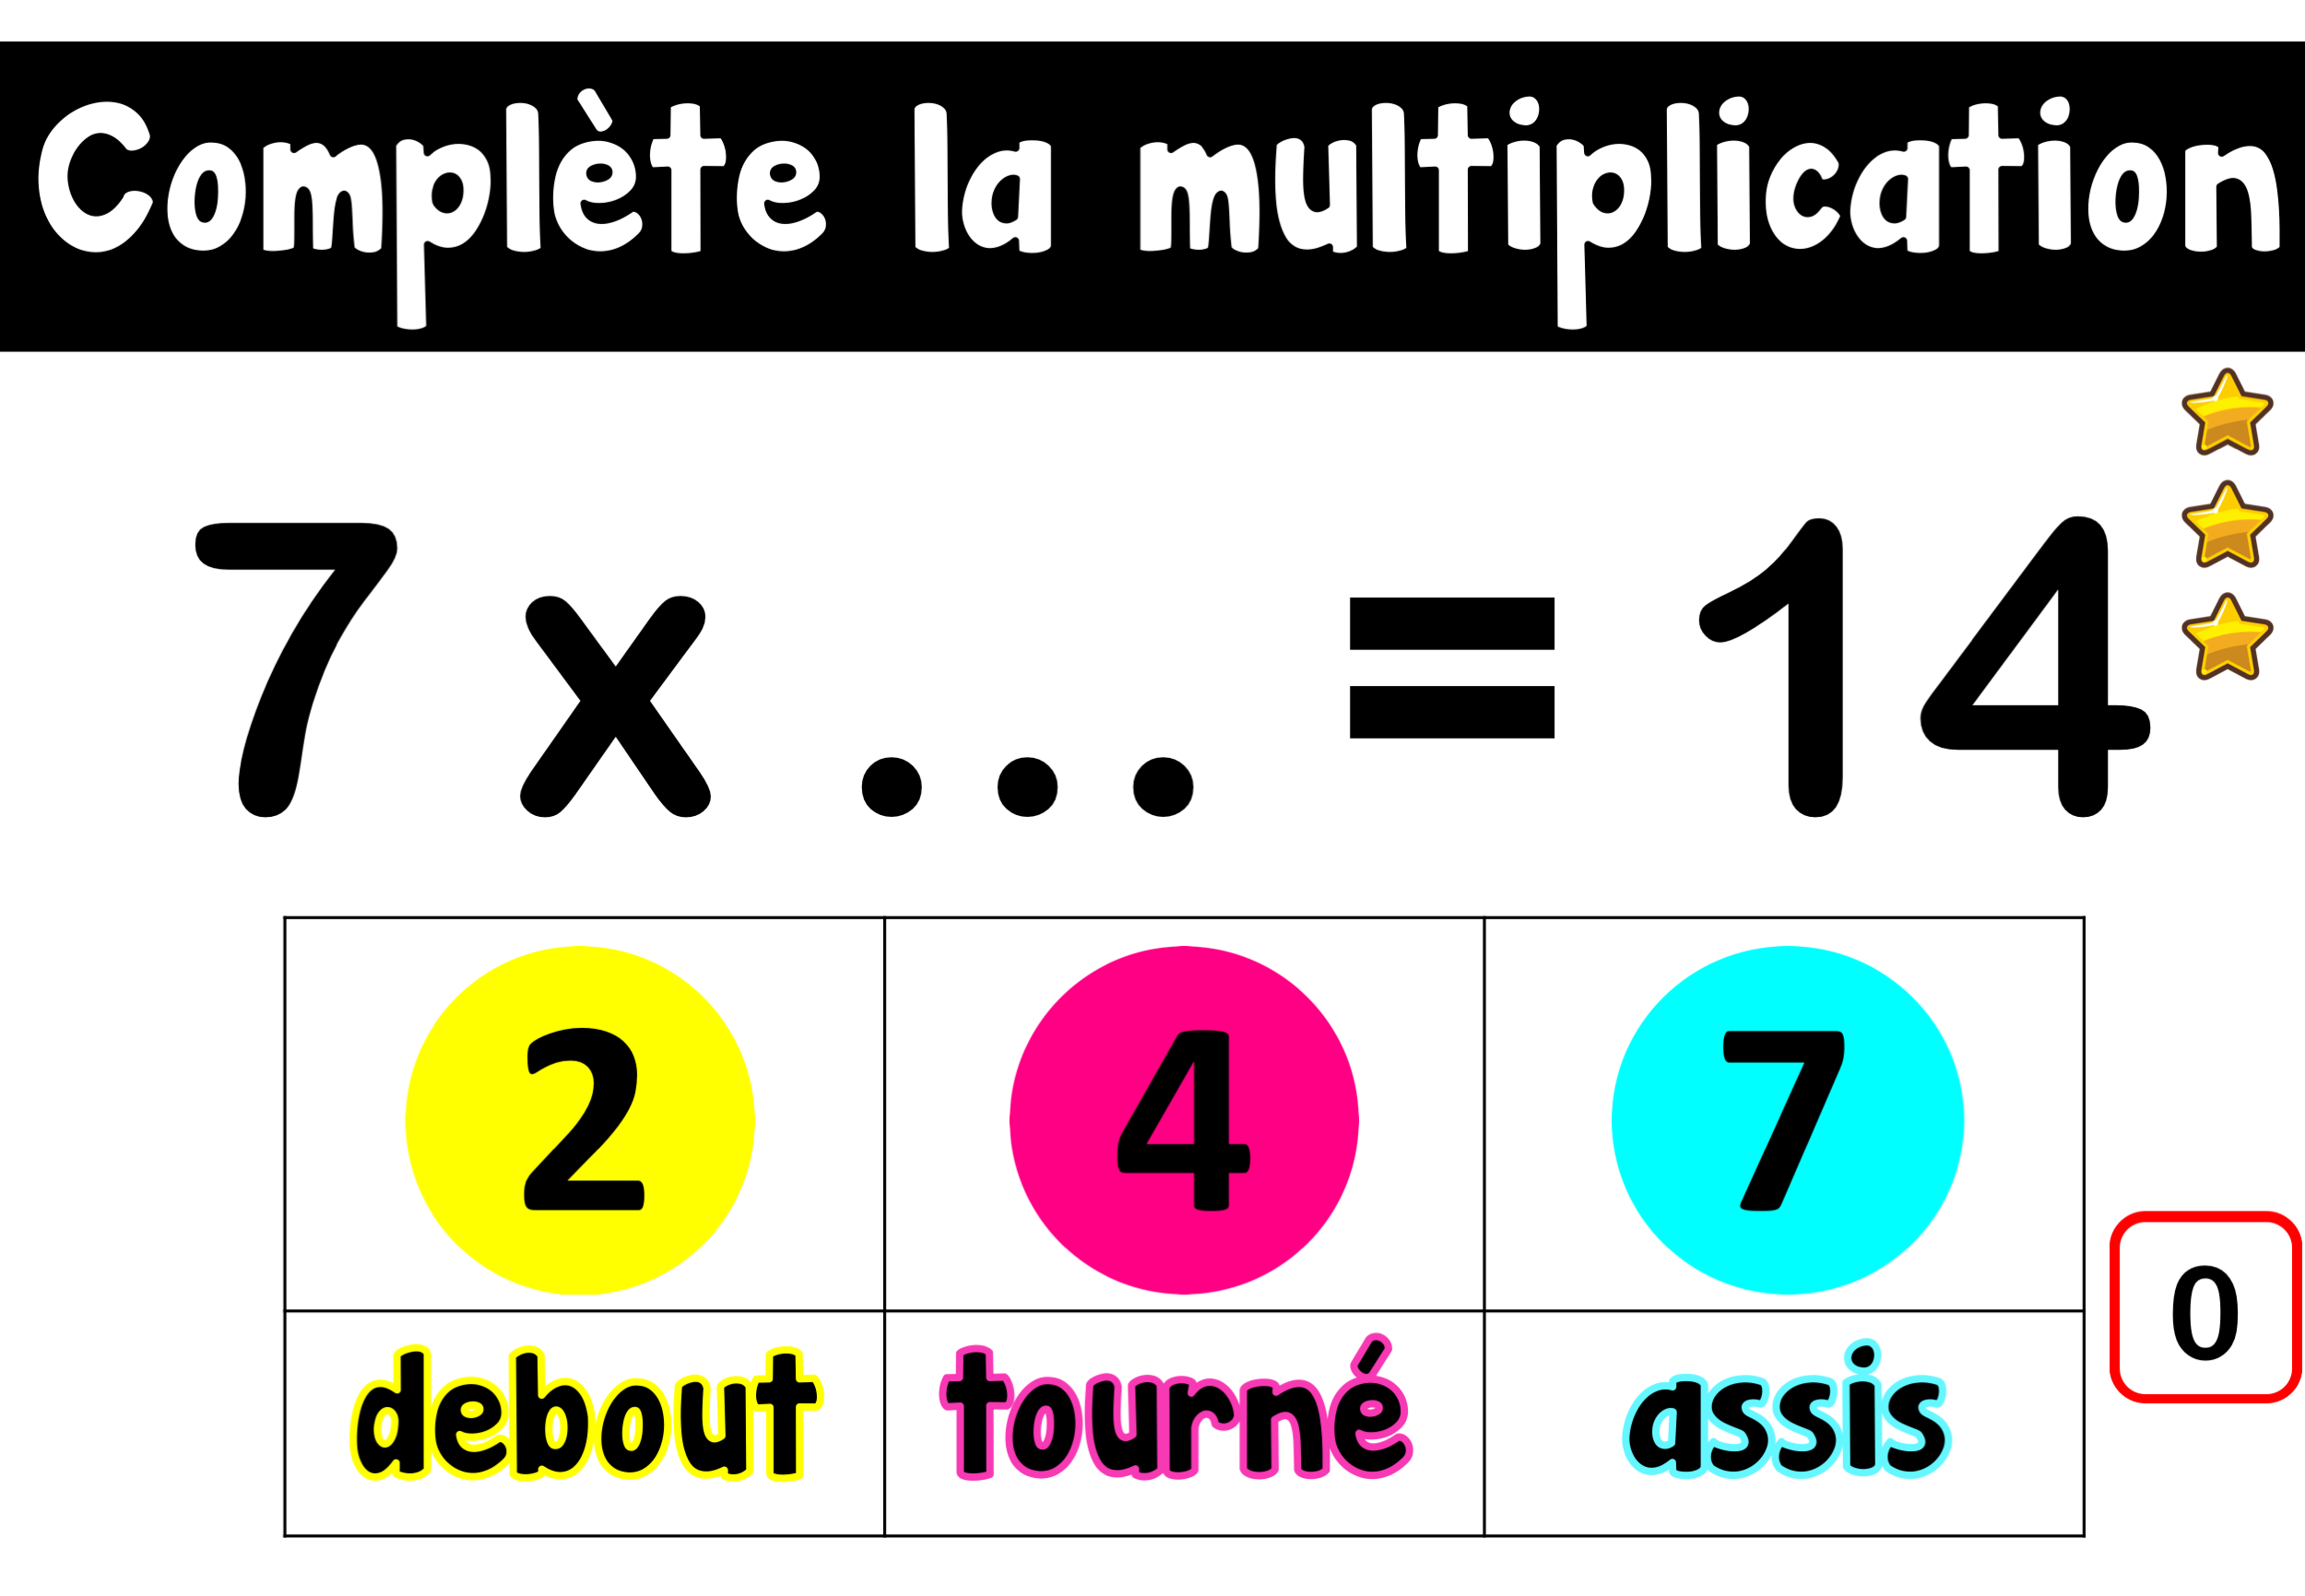 Complète la multiplication
7 x ... = 14
2 4 7
0
debout tourné assis